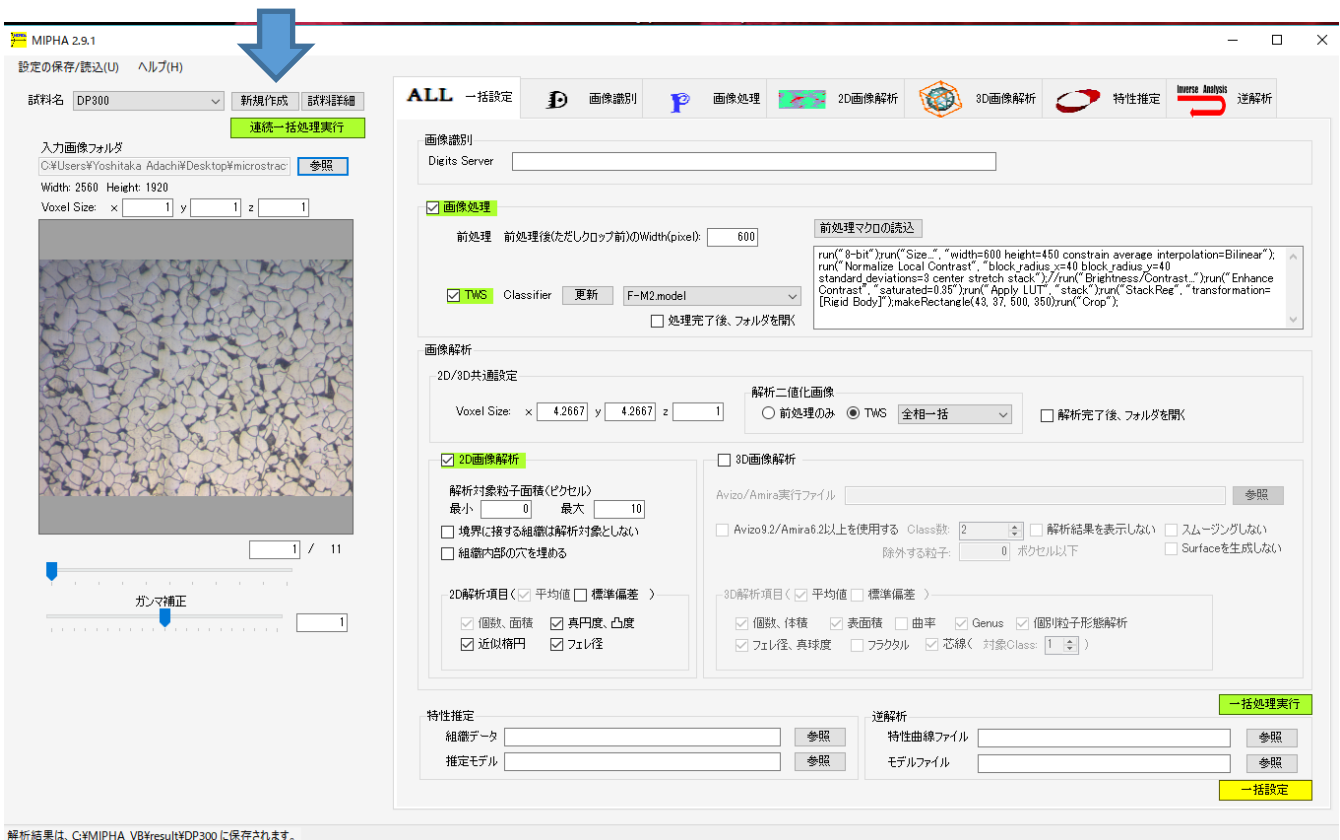 MIPHA 2.9.1
設定の保存/読込(U) ヘルプ(H)
試料名 DP300 新規作成 試料詳細
連続一括処理実行
入力画像フォルダ
C:¥Users¥Yoshitaka Adachi¥Desktop¥microstrac 参照
Width: 2560 Height: 1920
Voxel Size: x 1 y 1 z 1
1 / 11
ガンマ補正
1
ALL 一括設定 画像識別 画像処理 2D画像解析 3D画像解析 特性推定 Inverse Analysis 逆解析
画像識別
Digits Server
画像処理
前処理 前処理後(ただしクロップ前)のWidth(pixel): 600
前処理マクロの読込
run("8-bit");run("Size...", "width=600 height=450 constrain average interpolation=Bilinear");
run("Normalize Local Contrast", "block_radius_x=40 block_radius_y=40
standard_deviations=3 center stretch stack");//run("Brightness/Contrast...");run("Enhance
Contrast", "saturated=0.35");run("Apply LUT", "stack");run("StackReg", "transformation=
[Rigid Body]");makeRectangle(43, 37, 500, 350);run("Crop");
TWS Classifier 更新 F-M2.model
処理完了後、フォルダを開く
画像解析
2D/3D共通設定
Voxel Size: x 4.2667 y 4.2667 z 1
解析二値化画像
前処理のみ TWS 全相一括
解析完了後、フォルダを開く
2D画像解析
解析対象粒子面積(ピクセル)
最小 0 最大 10
境界に接する組織は解析対象としない
組織内部の穴を埋める
2D解析項目( 平均値 標準偏差 )
個数、面積 真円度、凸度
近似楕円 フェレ径
3D画像解析
Avizo/Amira実行ファイル 参照
Avizo9.2/Amira6.2以上を使用する Class数: 2 解析結果を表示しない スムージングしない
除外する粒子: 0 ボクセル以下 Surfaceを生成しない
3D解析項目( 平均値 標準偏差 )
個数、体積 表面積 曲率 Genus 個別粒子形態解析
フェレ径、真球度 フラクタル 芯線( 対象Class: 1 )
一括処理実行
特性推定
組織データ 参照
推定モデル 参照
逆解析
特性曲線ファイル 参照
モデルファイル 参照
一括設定
解析結果は、C:¥MIPHA_VB¥result¥DP300 に保存されます。